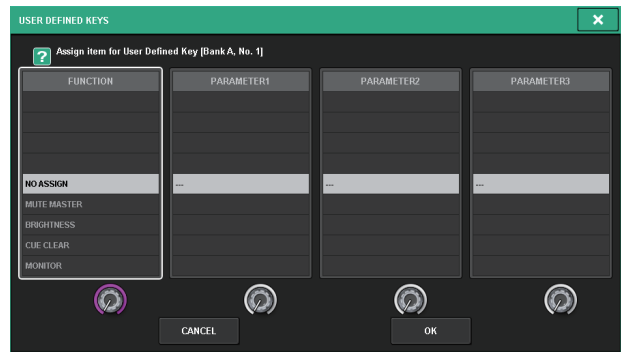 USER DEFINED KEYS
Assign item for User Defined Key [Bank A, No. 1]
FUNCTION PARAMETER1 PARAMETER2 PARAMETER3
NO ASSIGN --- --- ---
MUTE MASTER
BRIGHTNESS
CUE CLEAR
MONITOR
CANCEL OK